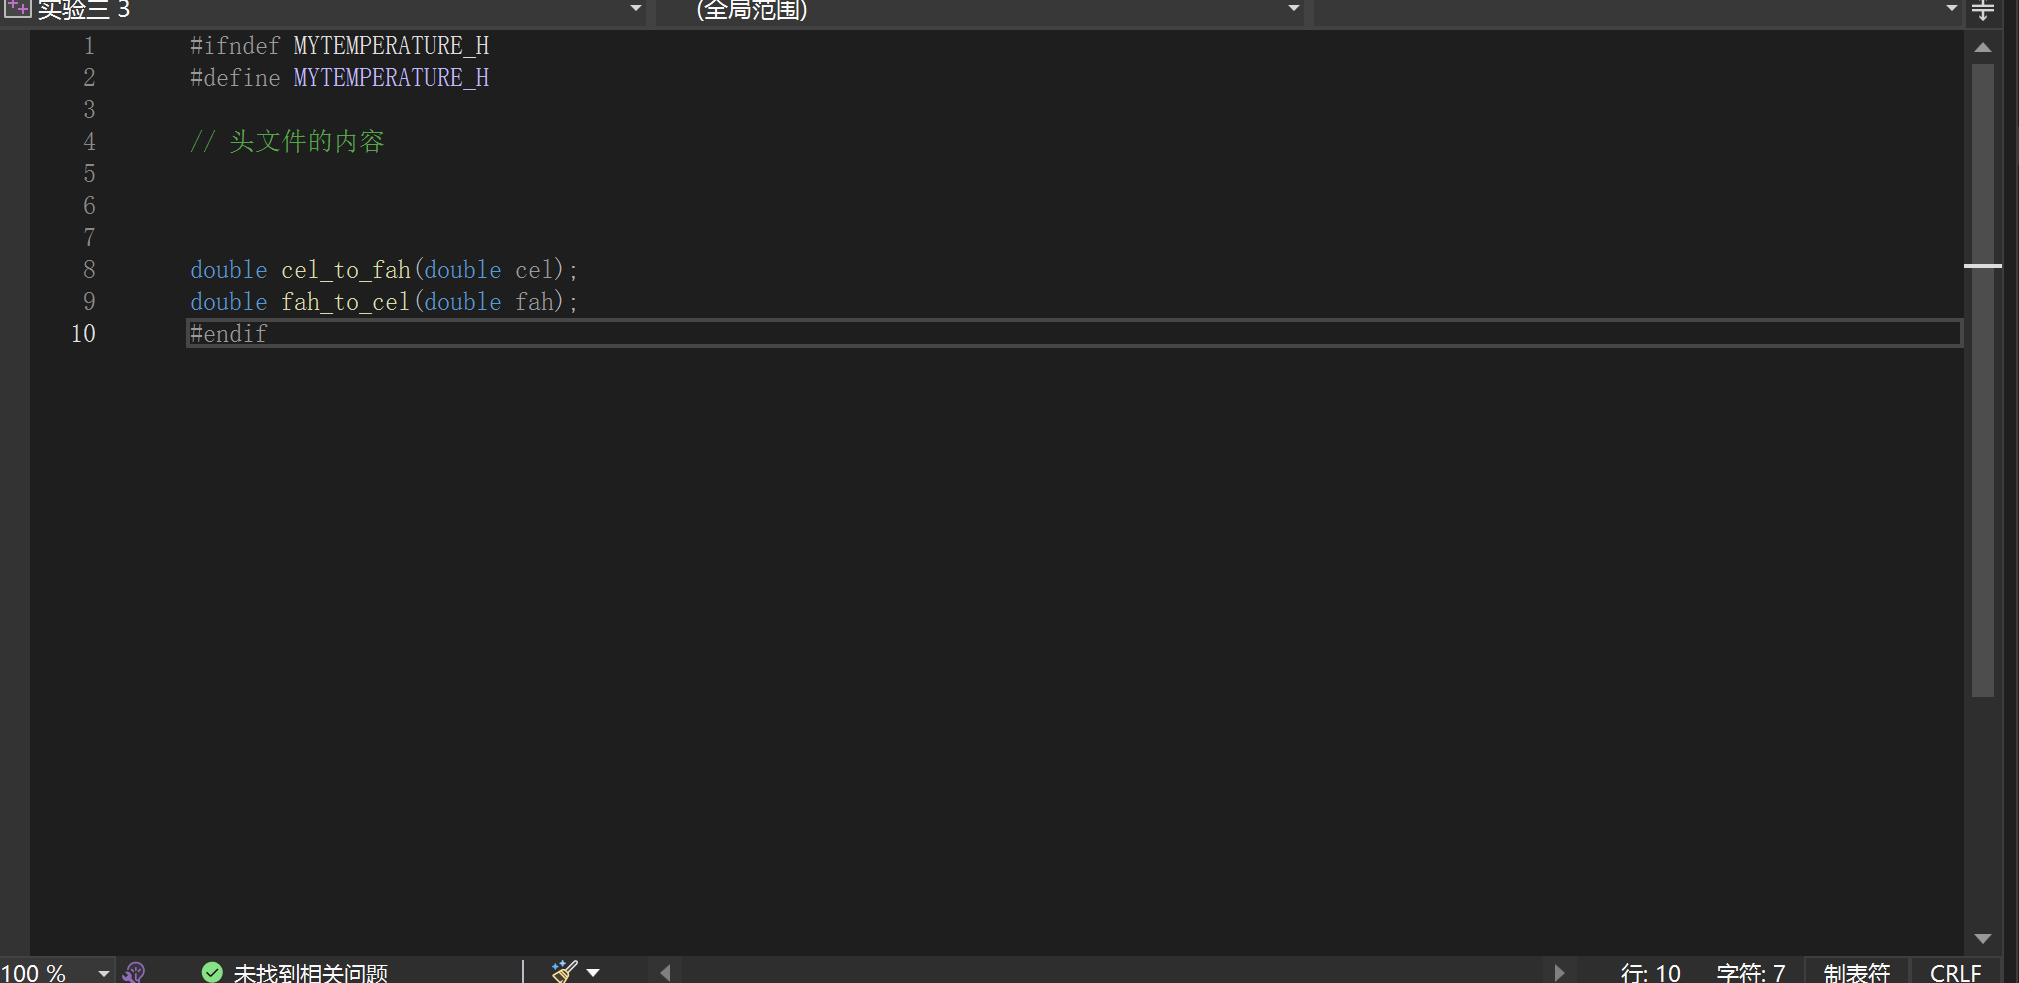 实验三 3
(全局范围)
1 #ifndef MYTEMPERATURE_H
2 #define MYTEMPERATURE_H
3
4 // 头文件的内容
5
6
7
8 double cel_to_fah(double cel);
9 double fah_to_cel(double fah);
10 #endif
100 % 未找到相关问题 行: 10 字符: 7 制表符 CRLF